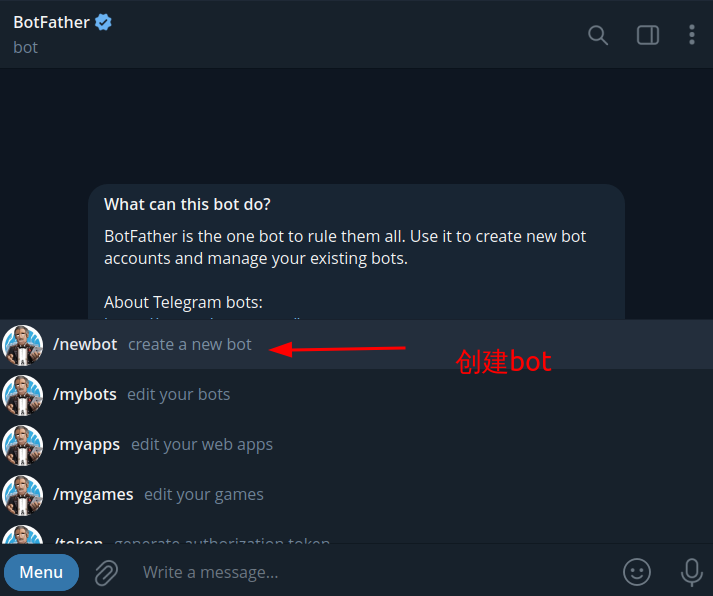 BotFather
bot
What can this bot do?
BotFather is the one bot to rule them all. Use it to create new bot
accounts and manage your existing bots.
About Telegram bots:
/newbot create a new bot
创建bot
/mybots edit your bots
/myapps edit your web apps
/mygames edit your games
/token generate authorization token
Menu
Write a message...